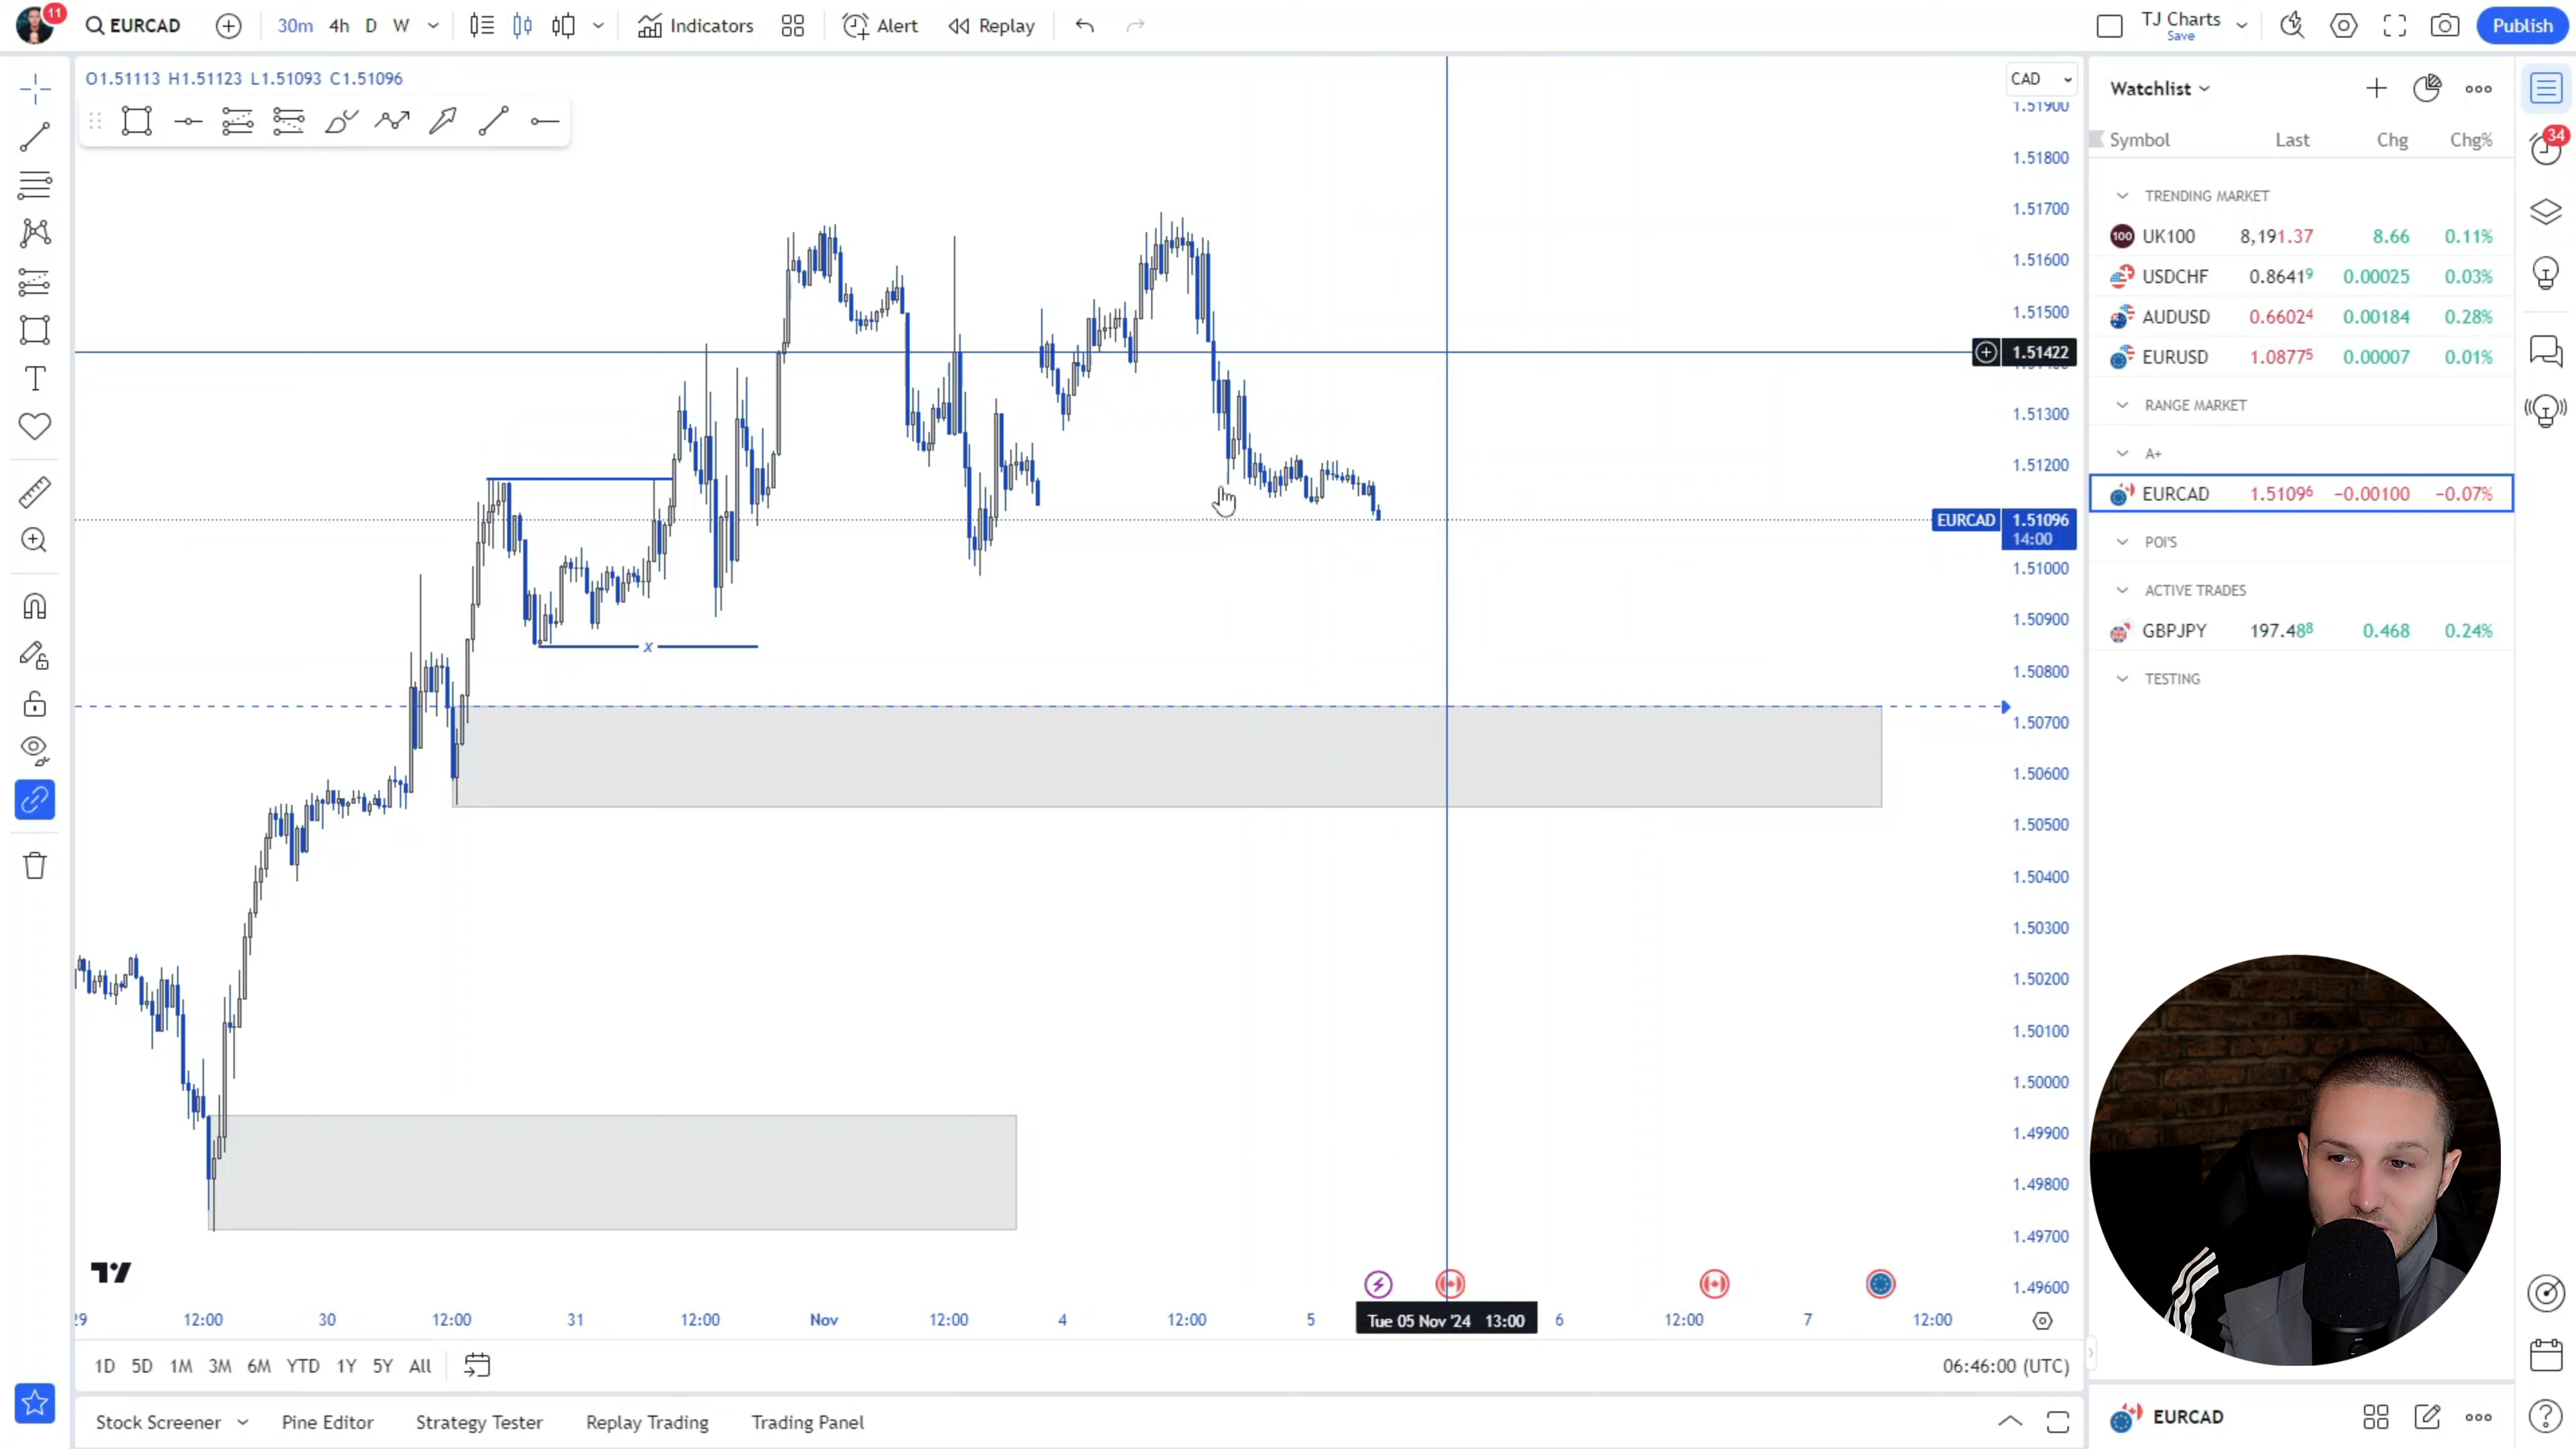 11
EURCAD
30m 4h D W
Indicators
Alert
Replay
TJ Charts
Save
Publish
O1.51113 H1.51123 L1.51093 C1.51096
CAD
1.51900
1.51800
1.51700
1.51600
1.51500
1.51422
1.51300
1.51200
EURCAD 1.51096
14:00
1.51000
1.50900
1.50800
1.50700
1.50600
1.50500
1.50400
1.50300
1.50200
1.50100
1.50000
1.49900
1.49800
1.49700
1.49600
x
29 12:00 30 12:00 31 12:00 Nov 12:00 4 12:00 5 Tue 05 Nov '24 13:00 6 12:00 7 12:00
1D 5D 1M 3M 6M YTD 1Y 5Y All
06:46:00 (UTC)
Stock Screener Pine Editor Strategy Tester Replay Trading Trading Panel
Watchlist
34
Symbol Last Chg Chg%
TRENDING MARKET
100 UK100 8,191.37 8.66 0.11%
USDCHF 0.86419 0.00025 0.03%
AUDUSD 0.66024 0.00184 0.28%
EURUSD 1.08775 0.00007 0.01%
RANGE MARKET
A+
EURCAD 1.51096 −0.00100 −0.07%
POI'S
ACTIVE TRADES
GBPJPY 197.488 0.468 0.24%
TESTING
EURCAD